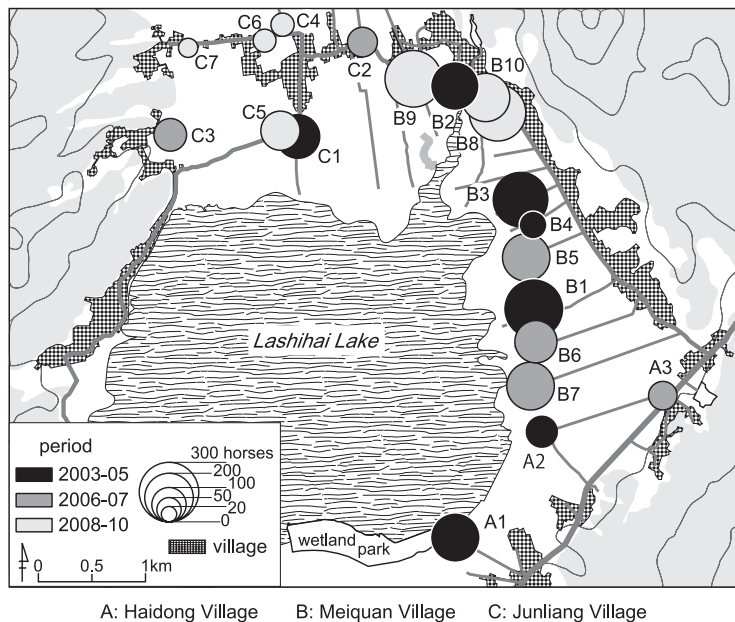 C4
C6
C7
C2
B10
B9
B2
B8
C5
C3
C1
B3
B4
B5
B1
Lashihai Lake
B6
A3
B7
A2
A1
wetland park
period
2003-05
2006-07
2008-10
300 horses
200
100
50
20
0
village
0 0.5 1km
A: Haidong Village B: Meiquan Village C: Junliang Village